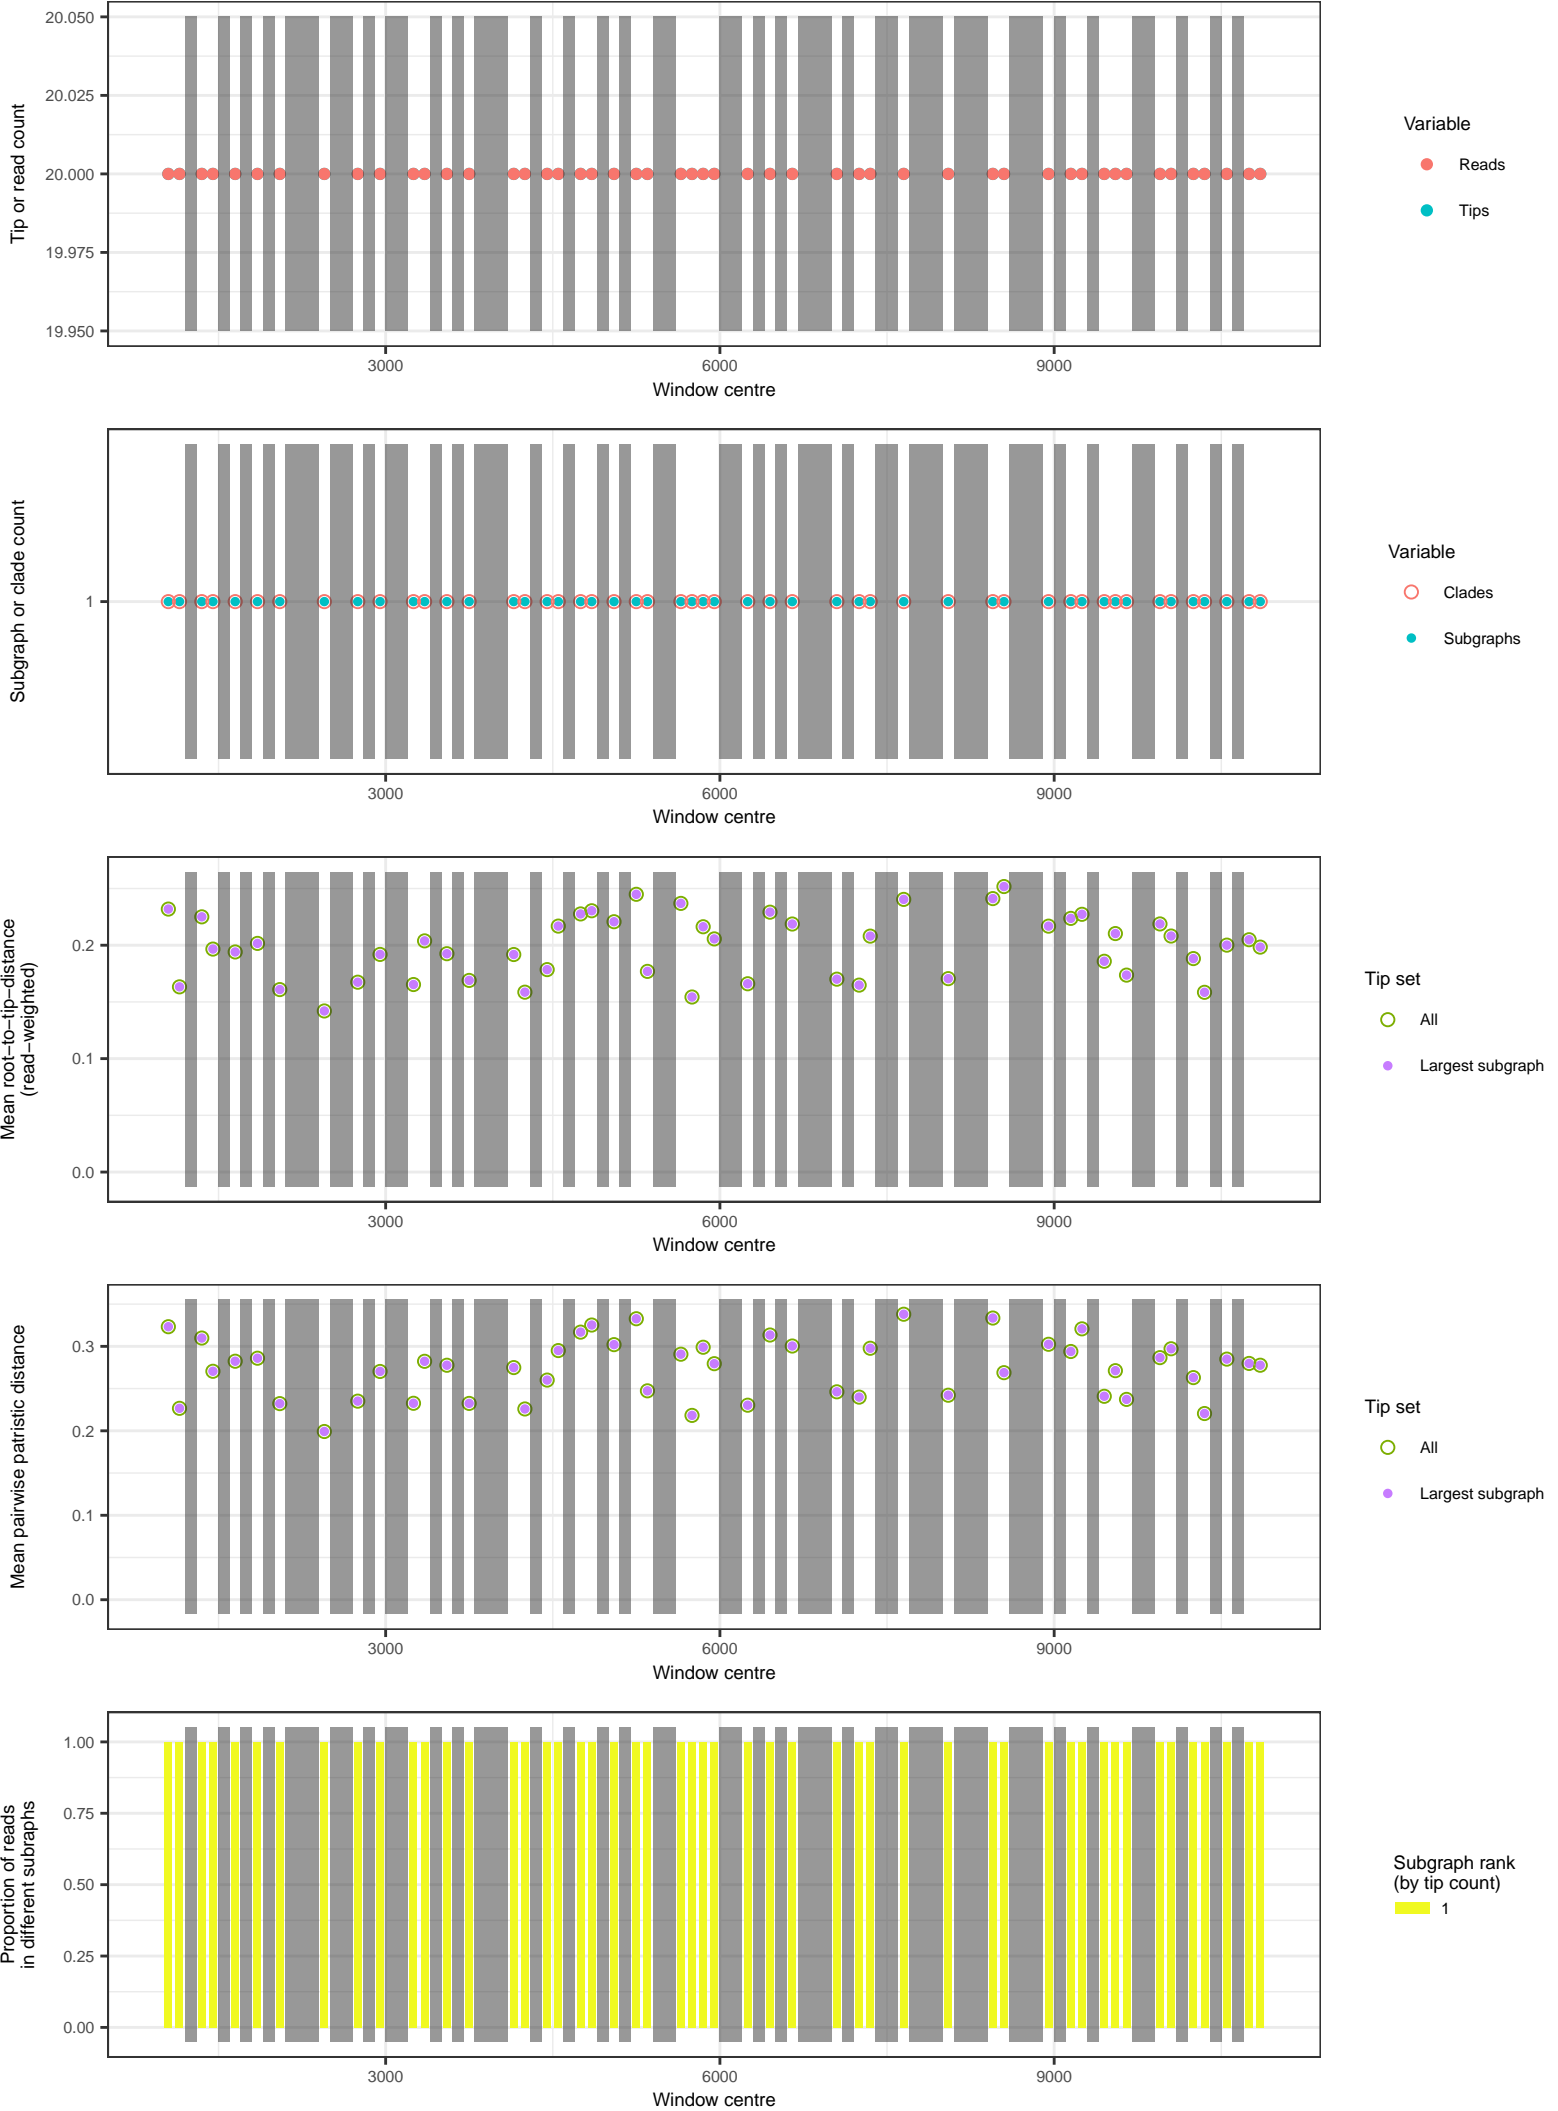 20.050
20.025
20.000
19.975
19.950
Tip or read count
3000
6000
9000
Window centre
Variable
Reads
Tips
1
Subgraph or clade count
3000
6000
9000
Window centre
Variable
Clades
Subgraphs
0.2
0.1
0.0
Mean root−to−tip−distance
(read−weighted)
3000
6000
9000
Window centre
Tip set
All
Largest subgraph
0.3
0.2
0.1
0.0
Mean pairwise patristic distance
3000
6000
9000
Window centre
Tip set
All
Largest subgraph
1.00
0.75
0.50
0.25
0.00
Proportion of reads
in different subraphs
3000
6000
9000
Window centre
Subgraph rank
(by tip count)
1